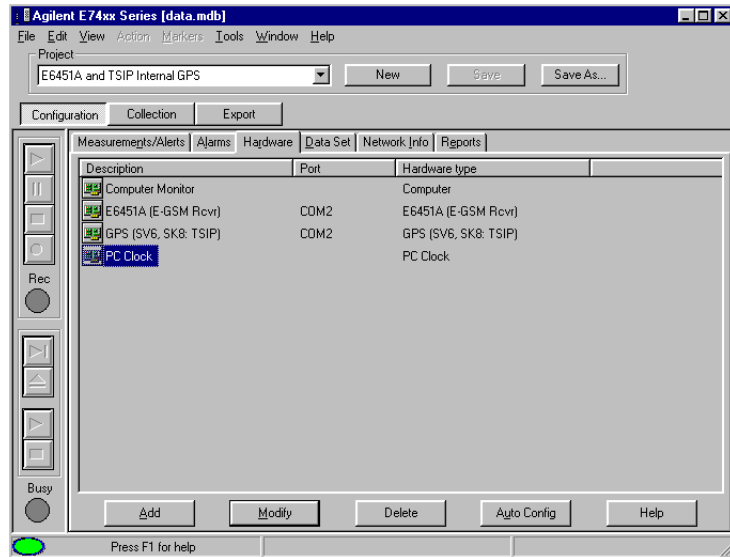 Agilent E74xx Series [data.mdb]
File Edit View Action Markers Tools Window Help
Project
E6451A and TSIP Internal GPS New Save Save As...
Configuration Collection Export
Measurements/Alerts Alarms Hardware Data Set Network Info Reports
Description Port Hardware type
Computer Monitor Computer
E6451A (E-GSM Rcvr) COM2 E6451A (E-GSM Rcvr)
GPS (SV6, SK8: TSIP) COM2 GPS (SV6, SK8: TSIP)
PC Clock PC Clock
Rec
Busy
Add Modify Delete Auto Config Help
Press F1 for help